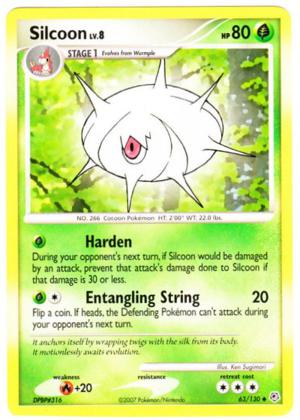 Silcoon LV.8
HP 80
STAGE 1 Evolves from Wurmple
NO. 266 Cocoon Pokémon HT: 2'00" WT: 22.0 lbs.
Harden
During your opponent's next turn, if Silcoon would be damaged
by an attack, prevent that attack's damage done to Silcoon if
that damage is 30 or less.
Entangling String 20
Flip a coin. If heads, the Defending Pokémon can't attack during
your opponent's next turn.
It anchors itself by wrapping twigs with the silk from its body.
It motionlessly awaits evolution.
DPBP#316
Illus. Ken Sugimori
weakness resistance retreat cost
+20
©2007 Pokémon
63/130